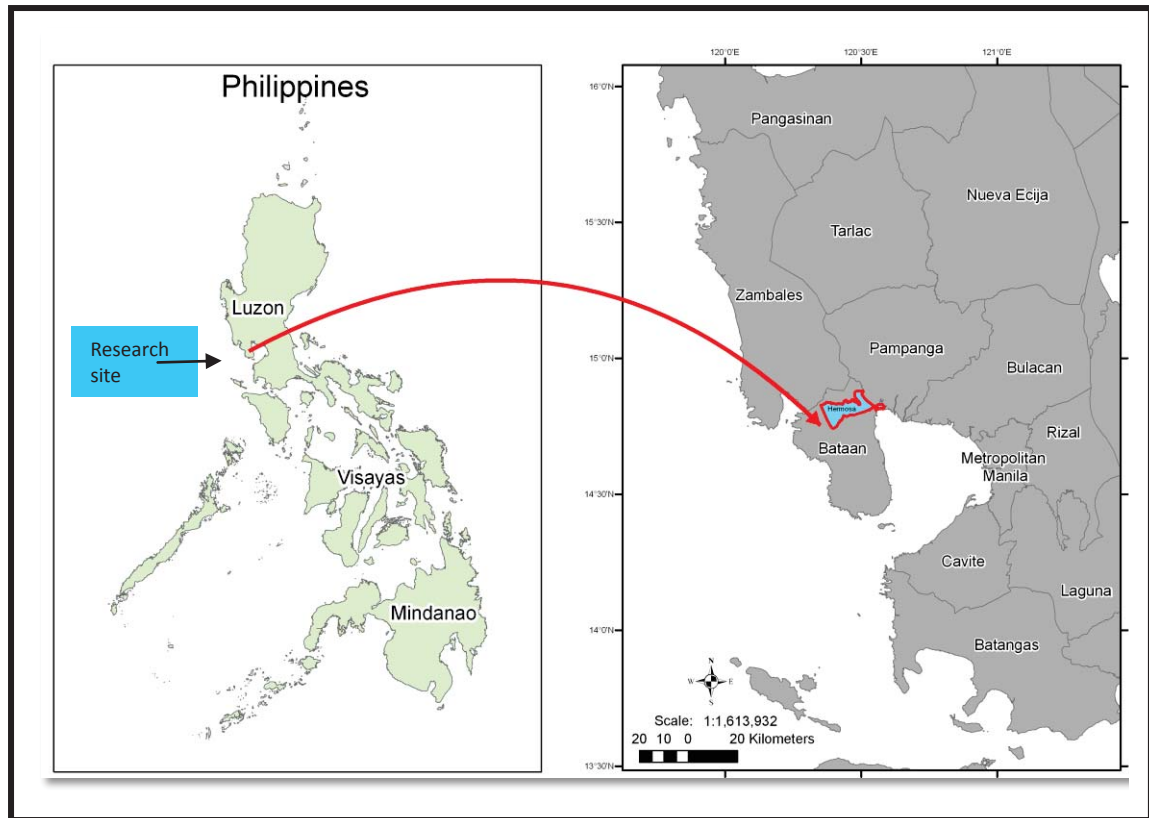 Philippines
Luzon
Research
site
Visayas
Mindanao
120°0'E
120°30'E
121°0'E
16°0'N
15°30'N
15°0'N
14°30'N
14°0'N
13°30'N
Pangasinan
Nueva Ecija
Tarlac
Zambales
Pampanga
Bulacan
Hermosa
Bataan
Rizal
Metropolitan
Manila
Cavite
Laguna
Batangas
N
W
E
S
Scale: 1:1,613,932
20 10 0 20 Kilometers